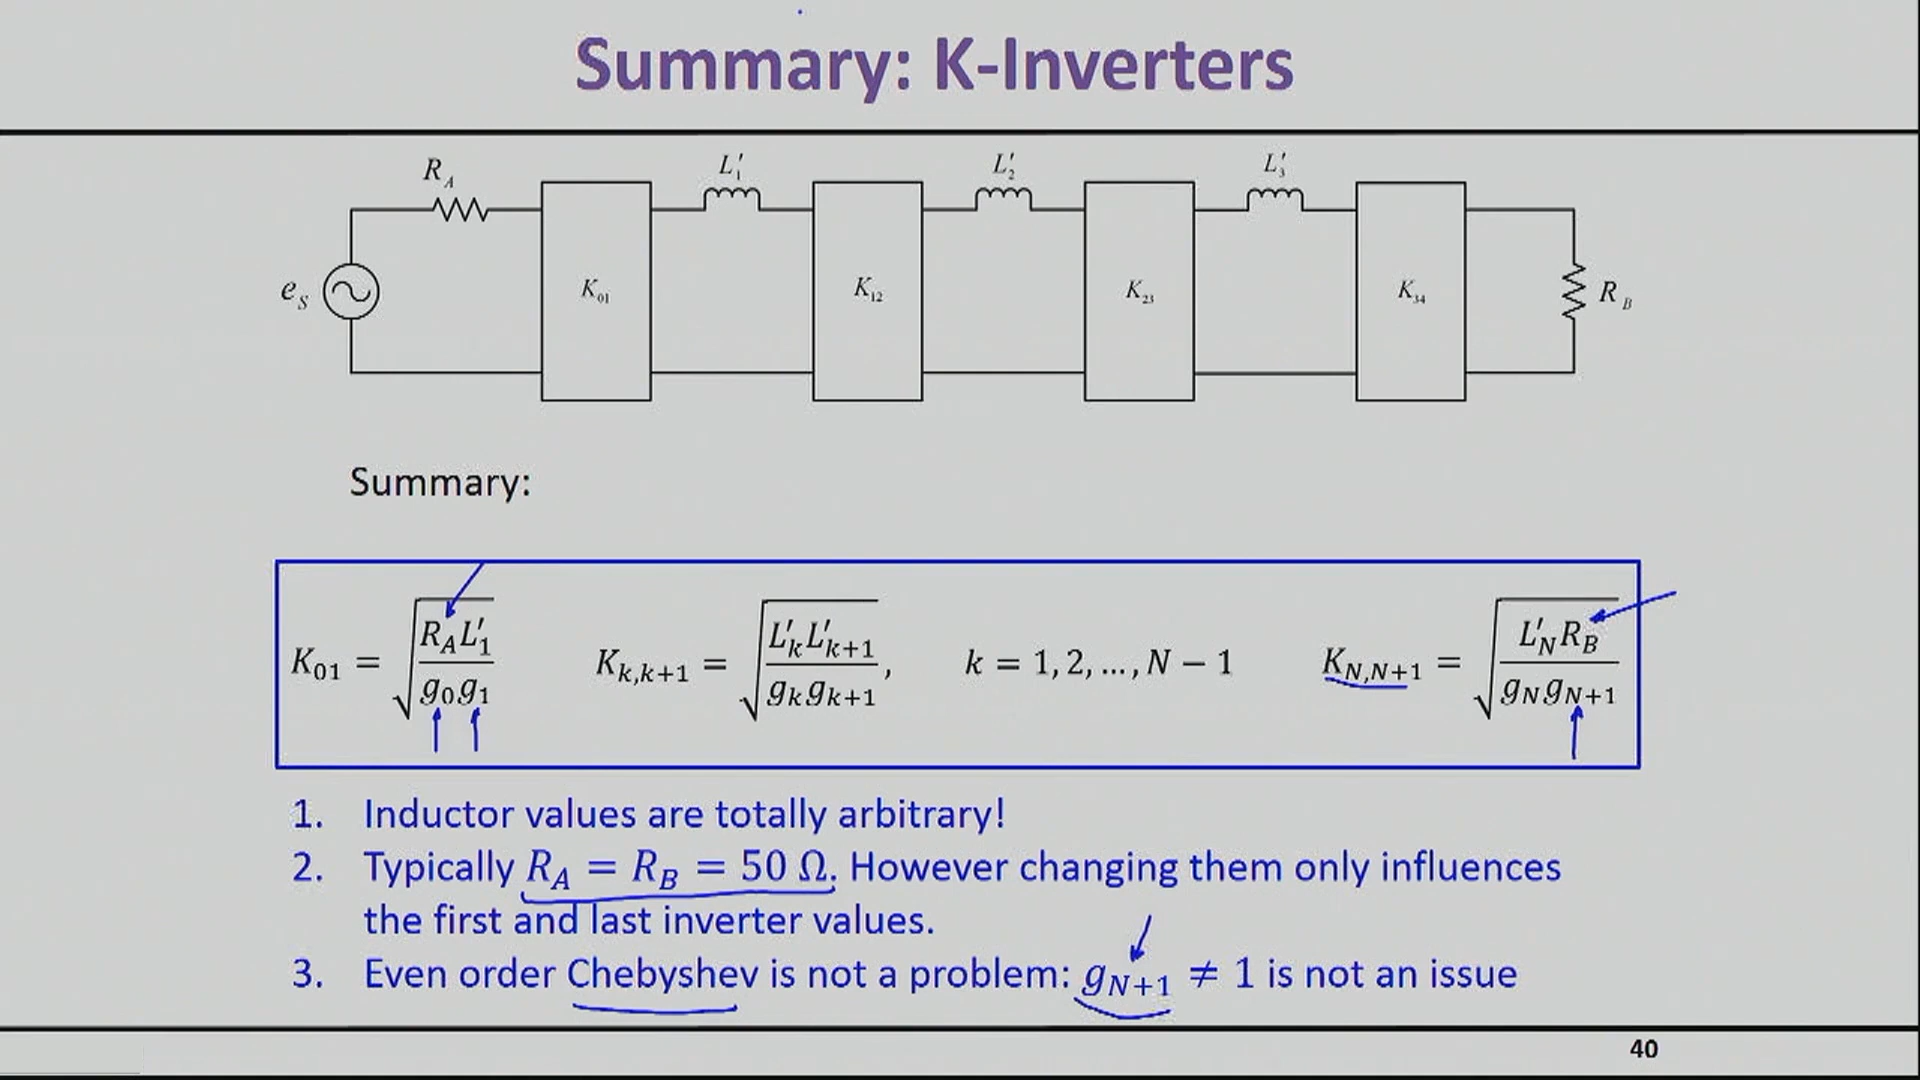 Summary: K-Inverters
R_A L'_1 L'_2 L'_3
e_S K_01 K_12 K_23 K_34 R_B
Summary:
K_01 = √(R_A L'_1 / g_0 g_1) K_k,k+1 = √(L'_k L'_k+1 / g_k g_k+1), k = 1, 2, …, N − 1 K_N,N+1 = √(L'_N R_B / g_N g_N+1)
1. Inductor values are totally arbitrary!
2. Typically R_A = R_B = 50 Ω. However changing them only influences
the first and last inverter values.
3. Even order Chebyshev is not a problem: g_N+1 ≠ 1 is not an issue
40